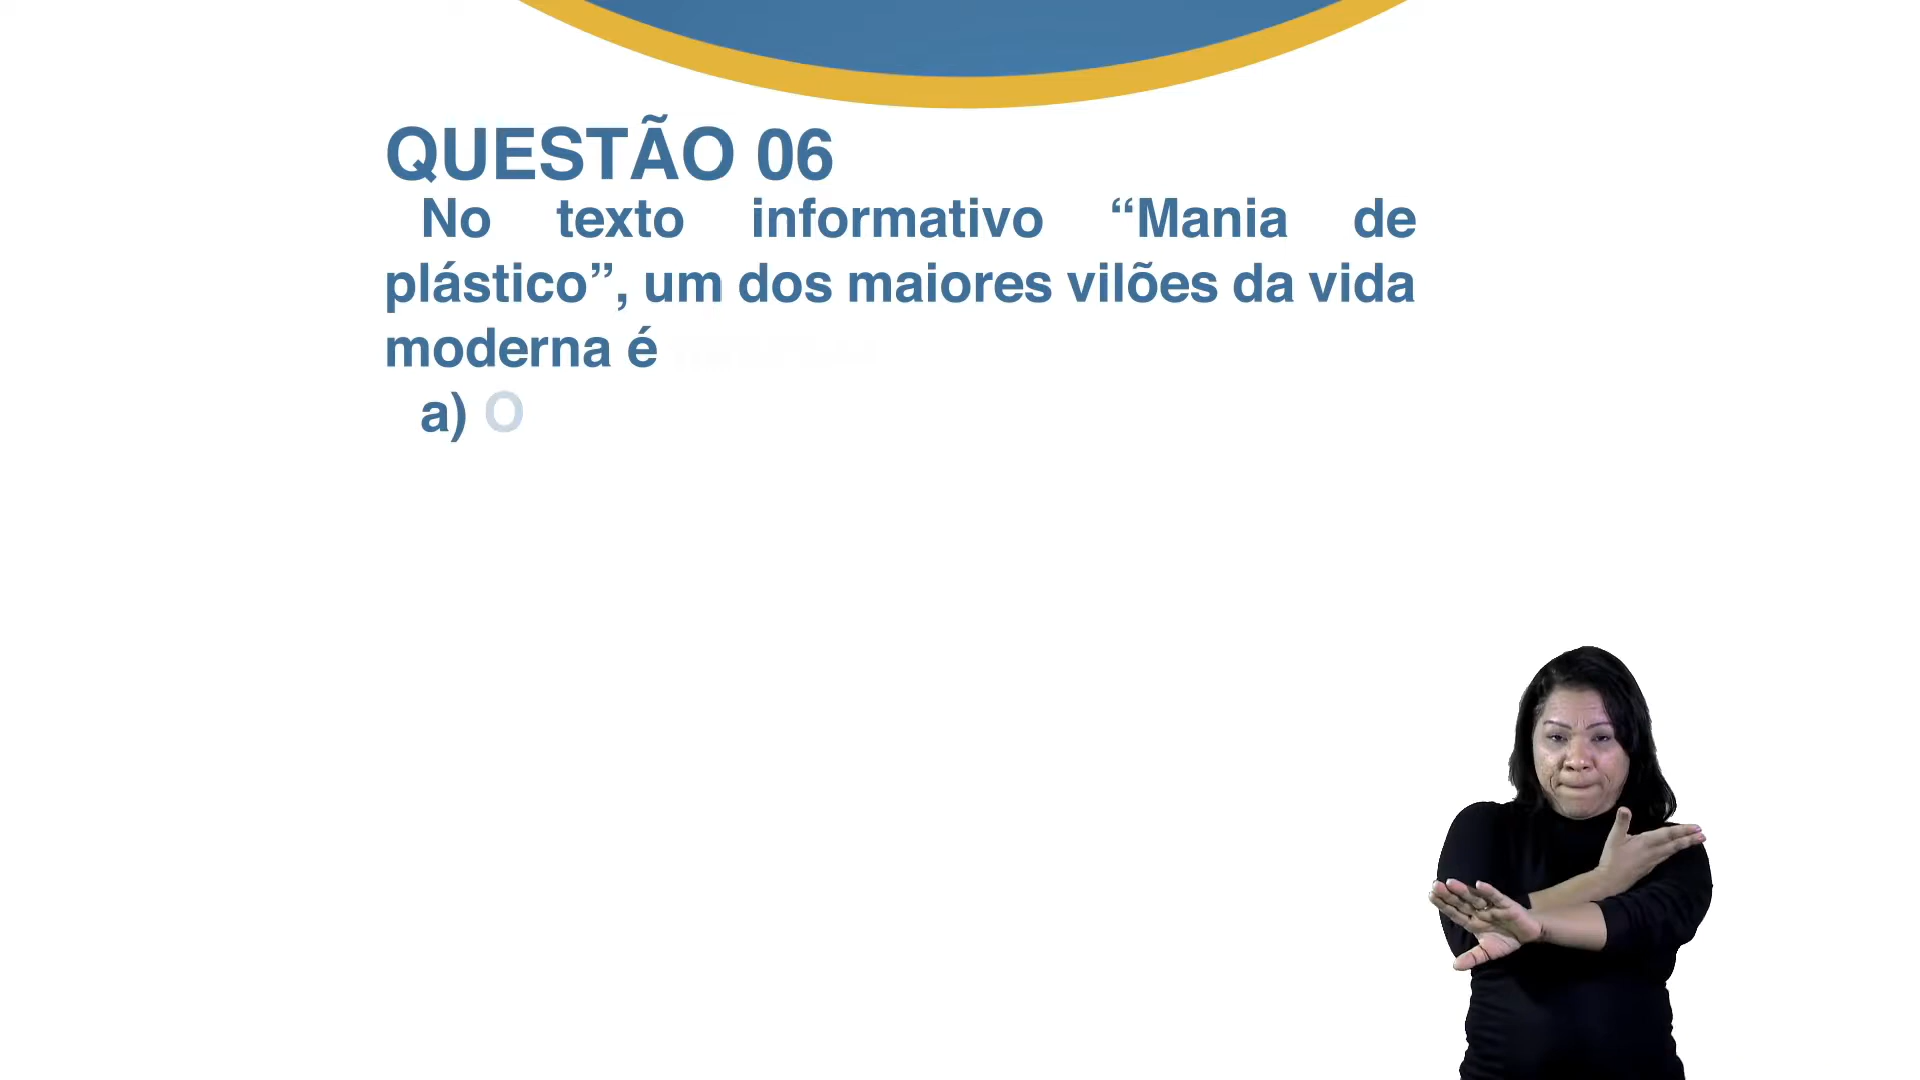 QUESTÃO 06
No texto informativo “Mania de
plástico”, um dos maiores vilões da vida
moderna é
a) O